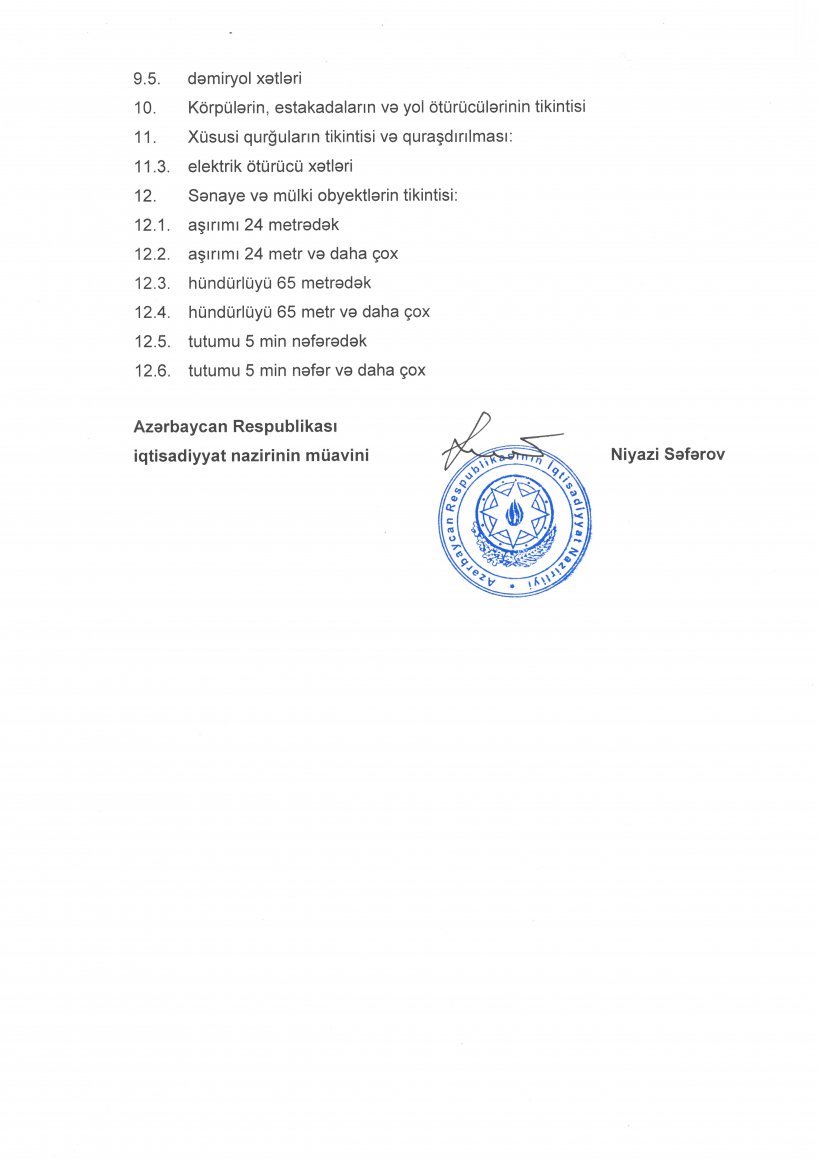 9.5. dəmiryol xətləri
10. Körpülərin, estakadaların və yol ötürücülərinin tikintisi
11. Xüsusi qurğuların tikintisi və quraşdırılması:
11.3. elektrik ötürücü xətləri
12. Sənaye və mülki obyektlərin tikintisi:
12.1. aşırımı 24 metrədək
12.2. aşırımı 24 metr və daha çox
12.3. hündürlüyü 65 metrədək
12.4. hündürlüyü 65 metr və daha çox
12.5. tutumu 5 min nəfərədək
12.6. tutumu 5 min nəfər və daha çox
Azərbaycan Respublikası
iqtisadiyyat nazirinin müavini Niyazi Səfərov
Azərbaycan Respublikasının İqtisadiyyat Nazirliyi